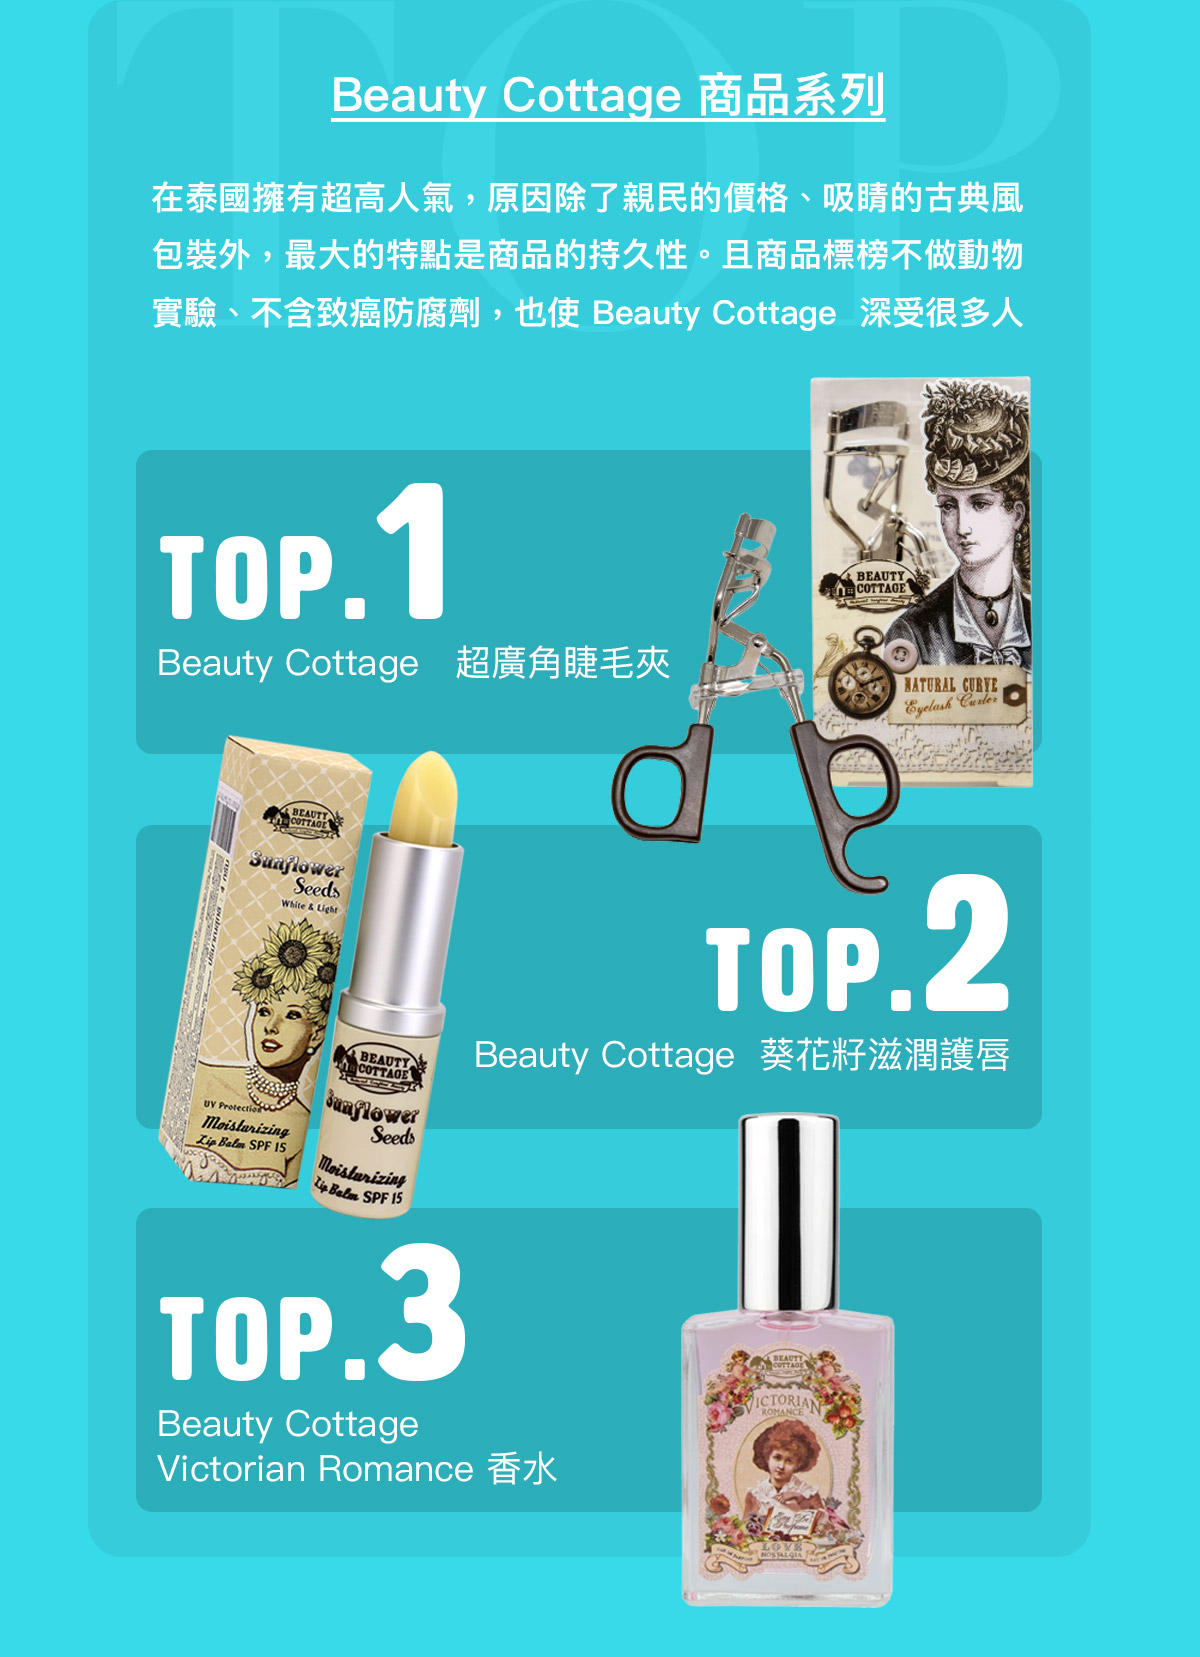 TOP
Beauty Cottage 商品系列
在泰國擁有超高人氣，原因除了親民的價格、吸睛的古典風
包裝外，最大的特點是商品的持久性。且商品標榜不做動物
實驗、不含致癌防腐劑，也使 Beauty Cottage 深受很多人
BEAUTY
COTTAGE
NATURAL CURVE
Eyelash Curler
TOP.1
Beauty Cottage 超廣角睫毛夾
BEAUTY
COTTAGE
Sunflower
Seeds
White & Light
UV Protection
Moisturizing
Lip Balm SPF 15
BEAUTY
COTTAGE
Sunflower
Seeds
Moisturizing
Lip Balm SPF 15
TOP.2
Beauty Cottage 葵花籽滋潤護唇
TOP.3
Beauty Cottage
Victorian Romance 香水
BEAUTY
COTTAGE
VICTORIAN
ROMANCE
Eau De
Parfume
LOVE
NOSTALGIA